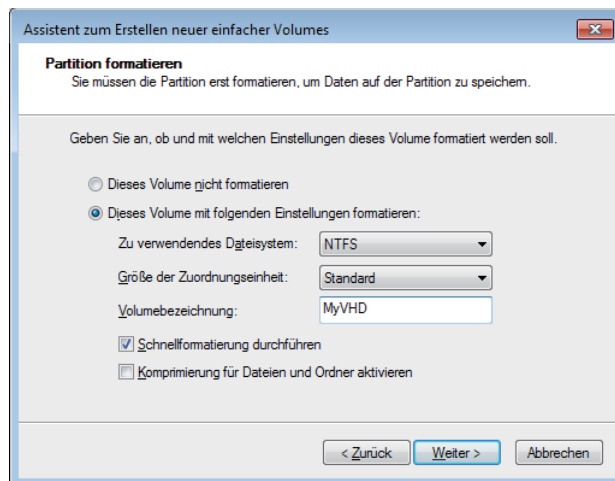 Assistent zum Erstellen neuer einfacher Volumes
Partition formatieren
Sie müssen die Partition erst formatieren, um Daten auf der Partition zu speichern.
Geben Sie an, ob und mit welchen Einstellungen dieses Volume formatiert werden soll.
Dieses Volume nicht formatieren
Dieses Volume mit folgenden Einstellungen formatieren:
Zu verwendendes Dateisystem: NTFS
Größe der Zuordnungseinheit: Standard
Volumebezeichnung: MyVHD
Schnellformatierung durchführen
Komprimierung für Dateien und Ordner aktivieren
< Zurück Weiter > Abbrechen